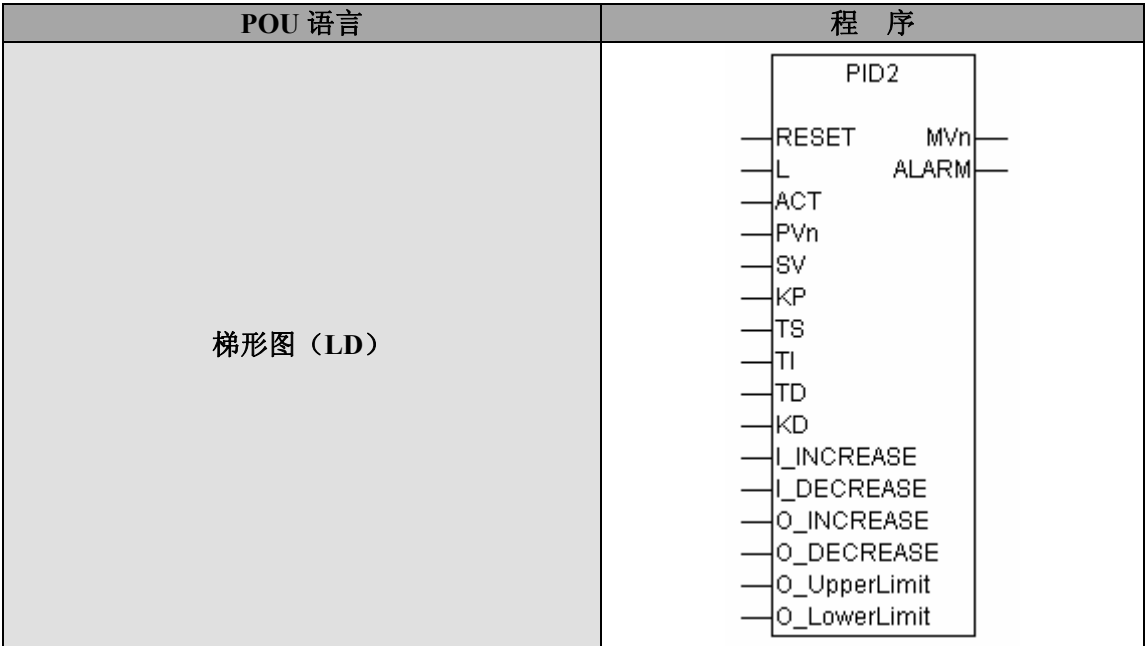 POU 语言 程 序
梯形图（LD）
PID2
RESET MVn
L ALARM
ACT
PVn
SV
KP
TS
TI
TD
KD
I_INCREASE
I_DECREASE
O_INCREASE
O_DECREASE
O_UpperLimit
O_LowerLimit